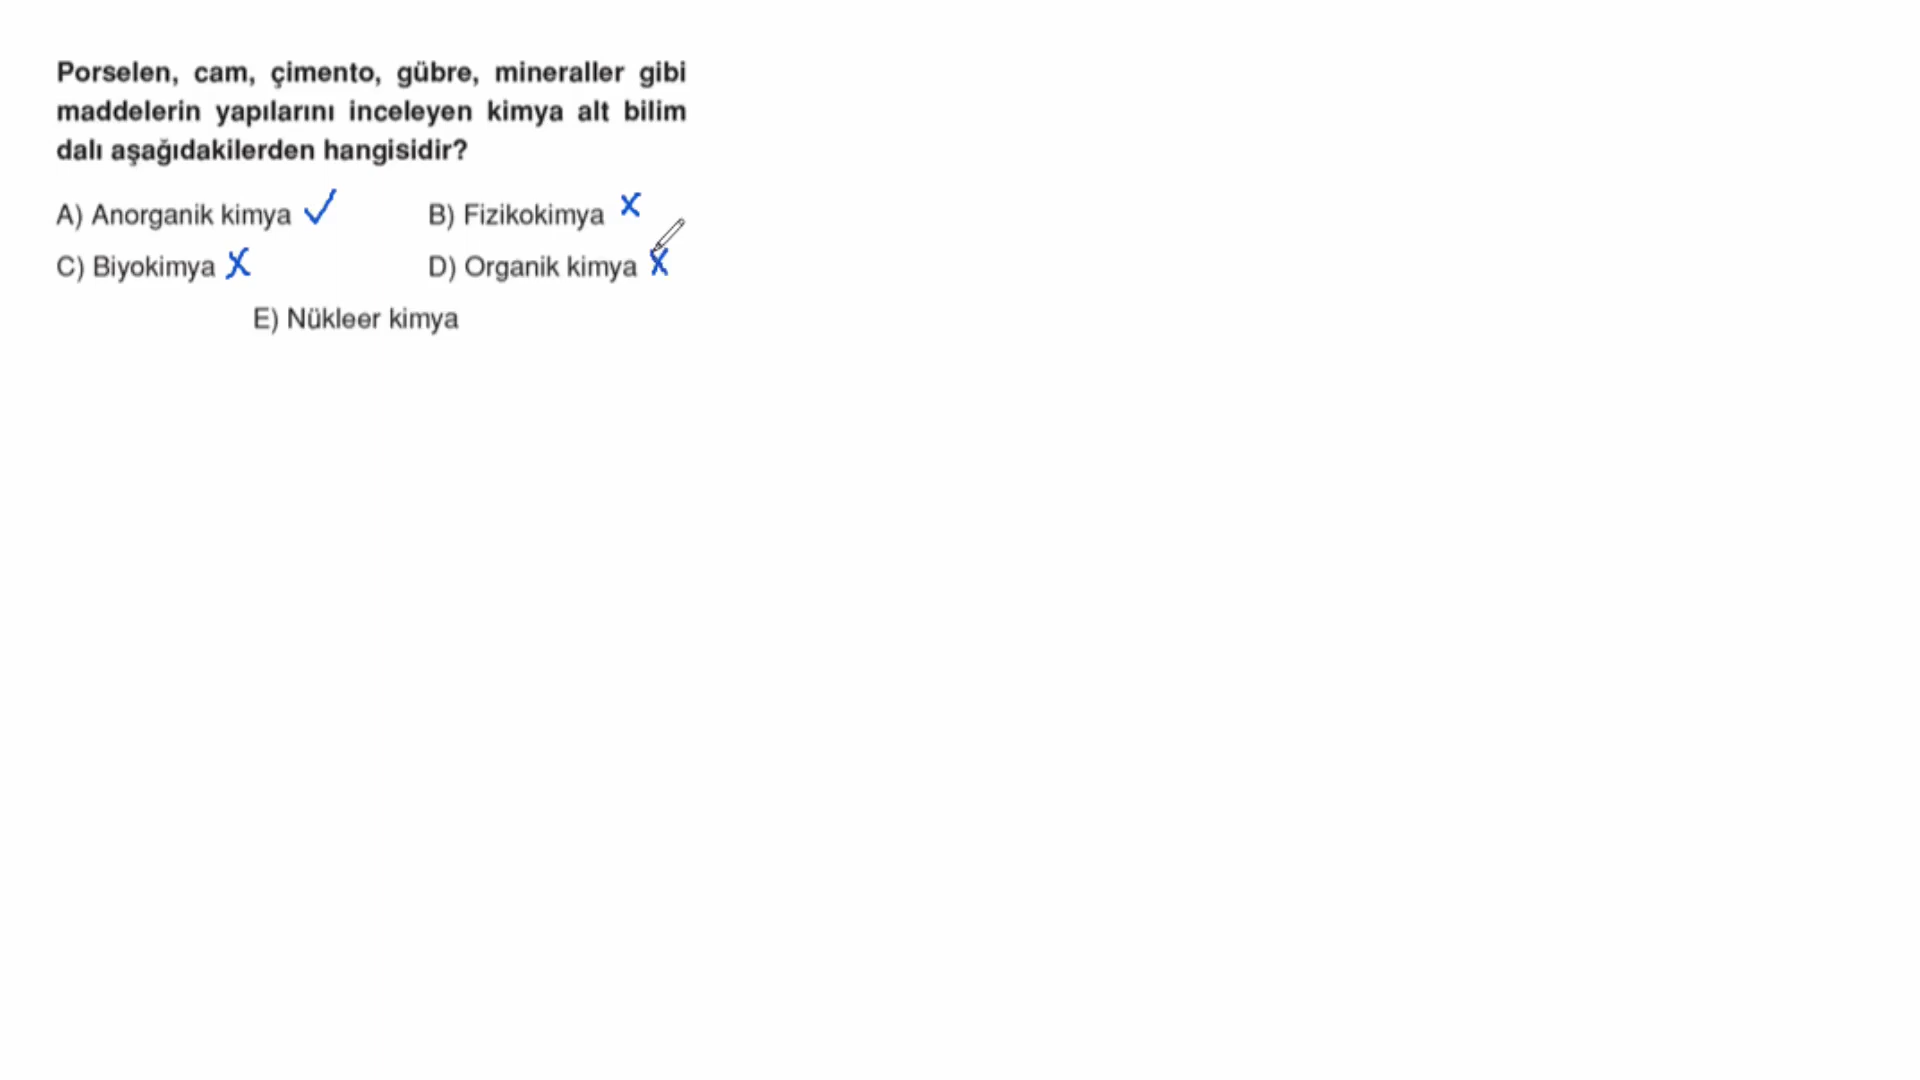 Porselen, cam, çimento, gübre, mineraller gibi
maddelerin yapılarını inceleyen kimya alt bilim
dalı aşağıdakilerden hangisidir?
A) Anorganik kimya ✓ B) Fizikokimya x
C) Biyokimya x D) Organik kimya x
E) Nükleer kimya